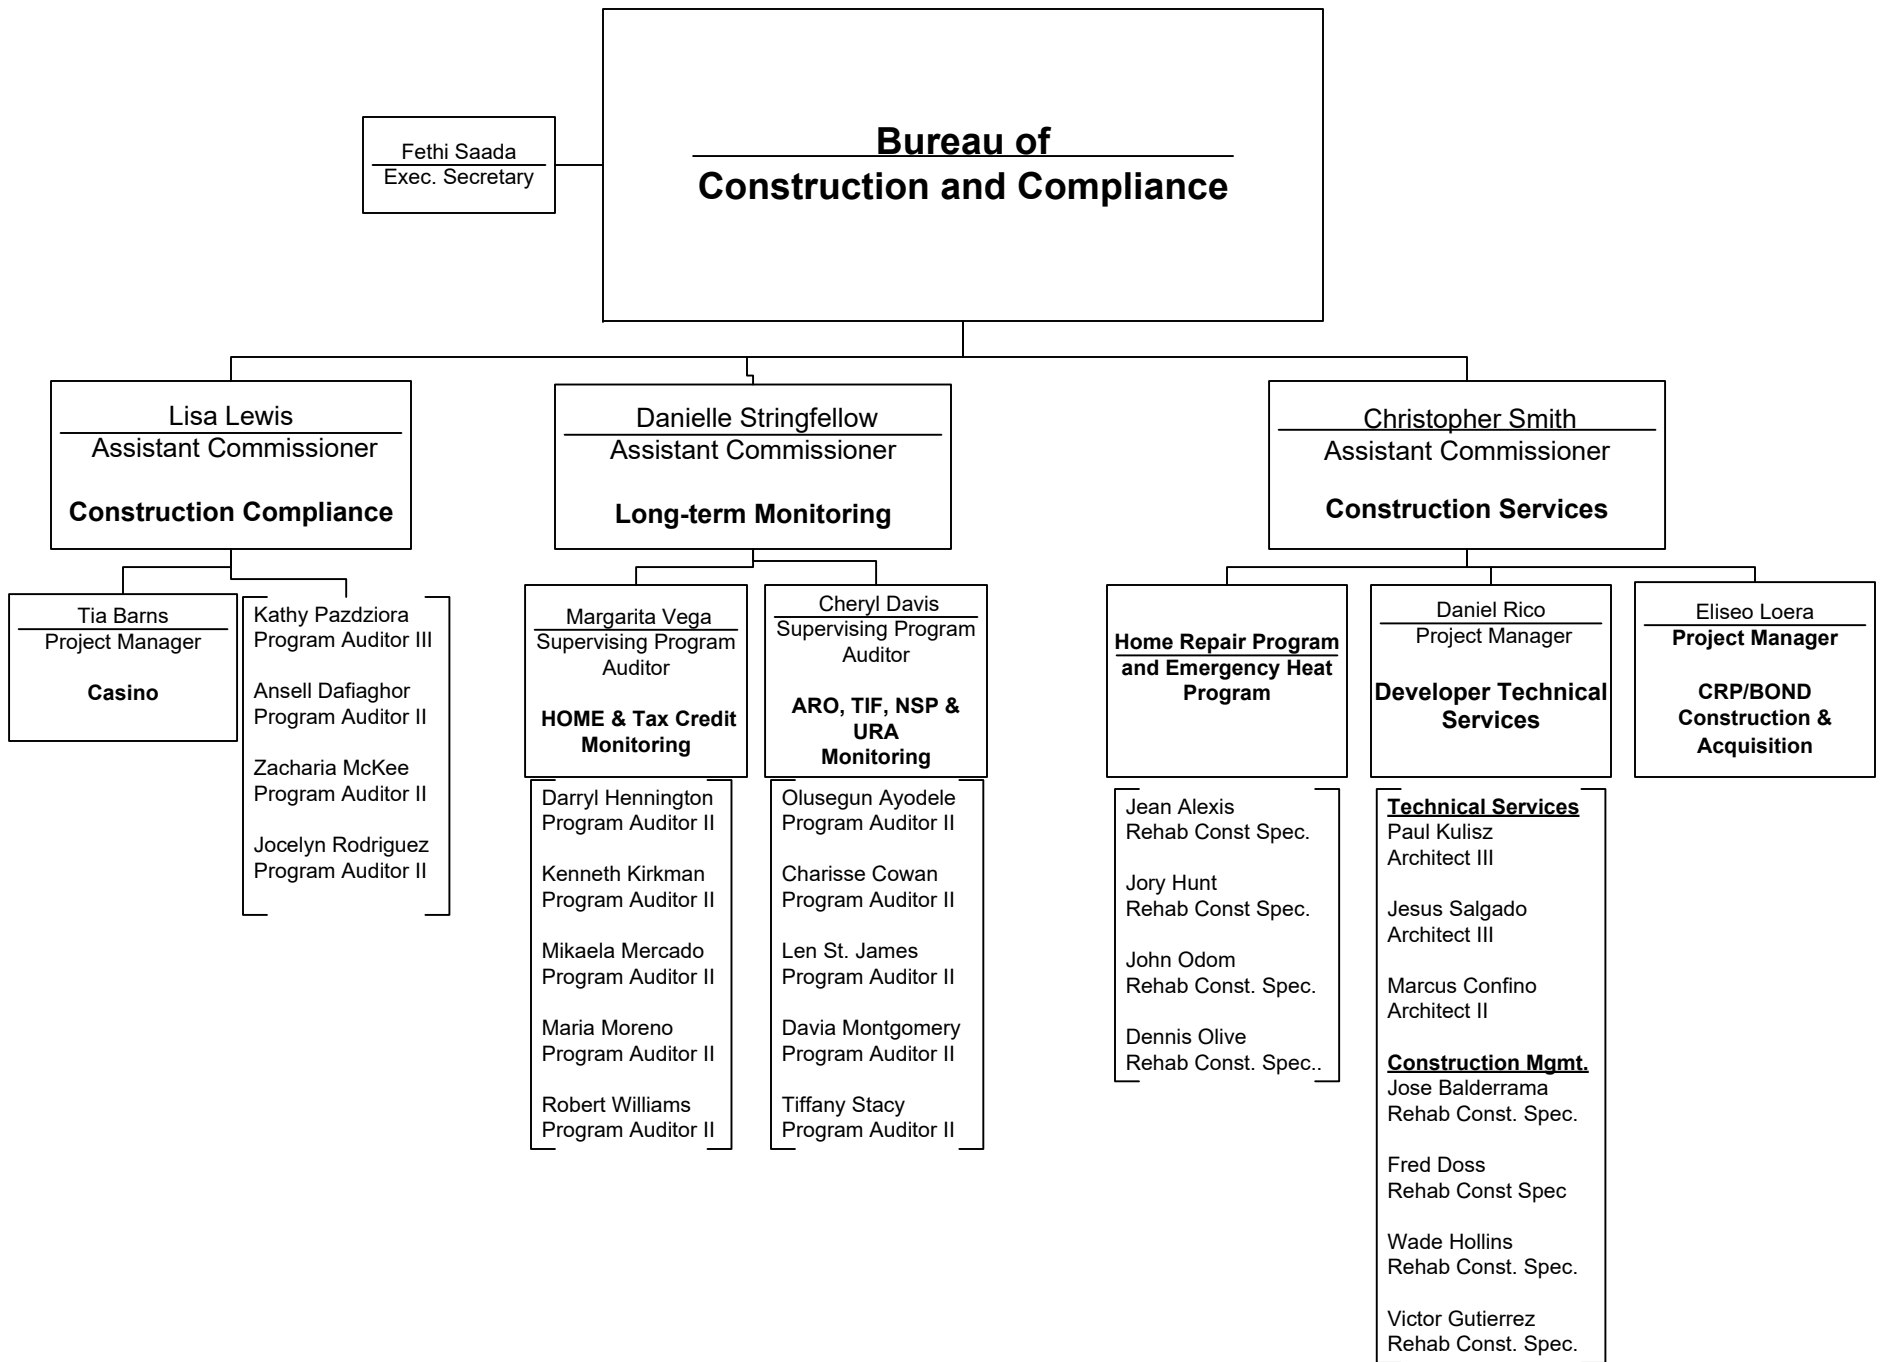 Bureau of
Construction and Compliance
Fethi Saada
Exec. Secretary
Lisa Lewis
Assistant Commissioner
Construction Compliance
Danielle Stringfellow
Assistant Commissioner
Long-term Monitoring
Christopher Smith
Assistant Commissioner
Construction Services
Tia Barns
Project Manager
Casino
Kathy Pazdziora
Program Auditor III
Ansell Dafiaghor
Program Auditor II
Zacharia McKee
Program Auditor II
Jocelyn Rodriguez
Program Auditor II
Margarita Vega
Supervising Program
Auditor
HOME & Tax Credit
Monitoring
Darryl Hennington
Program Auditor II
Kenneth Kirkman
Program Auditor II
Mikaela Mercado
Program Auditor II
Maria Moreno
Program Auditor II
Robert Williams
Program Auditor II
Cheryl Davis
Supervising Program
Auditor
ARO, TIF, NSP &
URA
Monitoring
Olusegun Ayodele
Program Auditor II
Charisse Cowan
Program Auditor II
Len St. James
Program Auditor II
Davia Montgomery
Program Auditor II
Tiffany Stacy
Program Auditor II
Home Repair Program
and Emergency Heat
Program
Jean Alexis
Rehab Const Spec.
Jory Hunt
Rehab Const Spec.
John Odom
Rehab Const. Spec.
Dennis Olive
Rehab Const. Spec..
Daniel Rico
Project Manager
Developer Technical
Services
Technical Services
Paul Kulisz
Architect III
Jesus Salgado
Architect III
Marcus Confino
Architect II
Construction Mgmt.
Jose Balderrama
Rehab Const. Spec.
Fred Doss
Rehab Const Spec
Wade Hollins
Rehab Const. Spec.
Victor Gutierrez
Rehab Const. Spec.
Eliseo Loera
Project Manager
CRP/BOND
Construction &
Acquisition